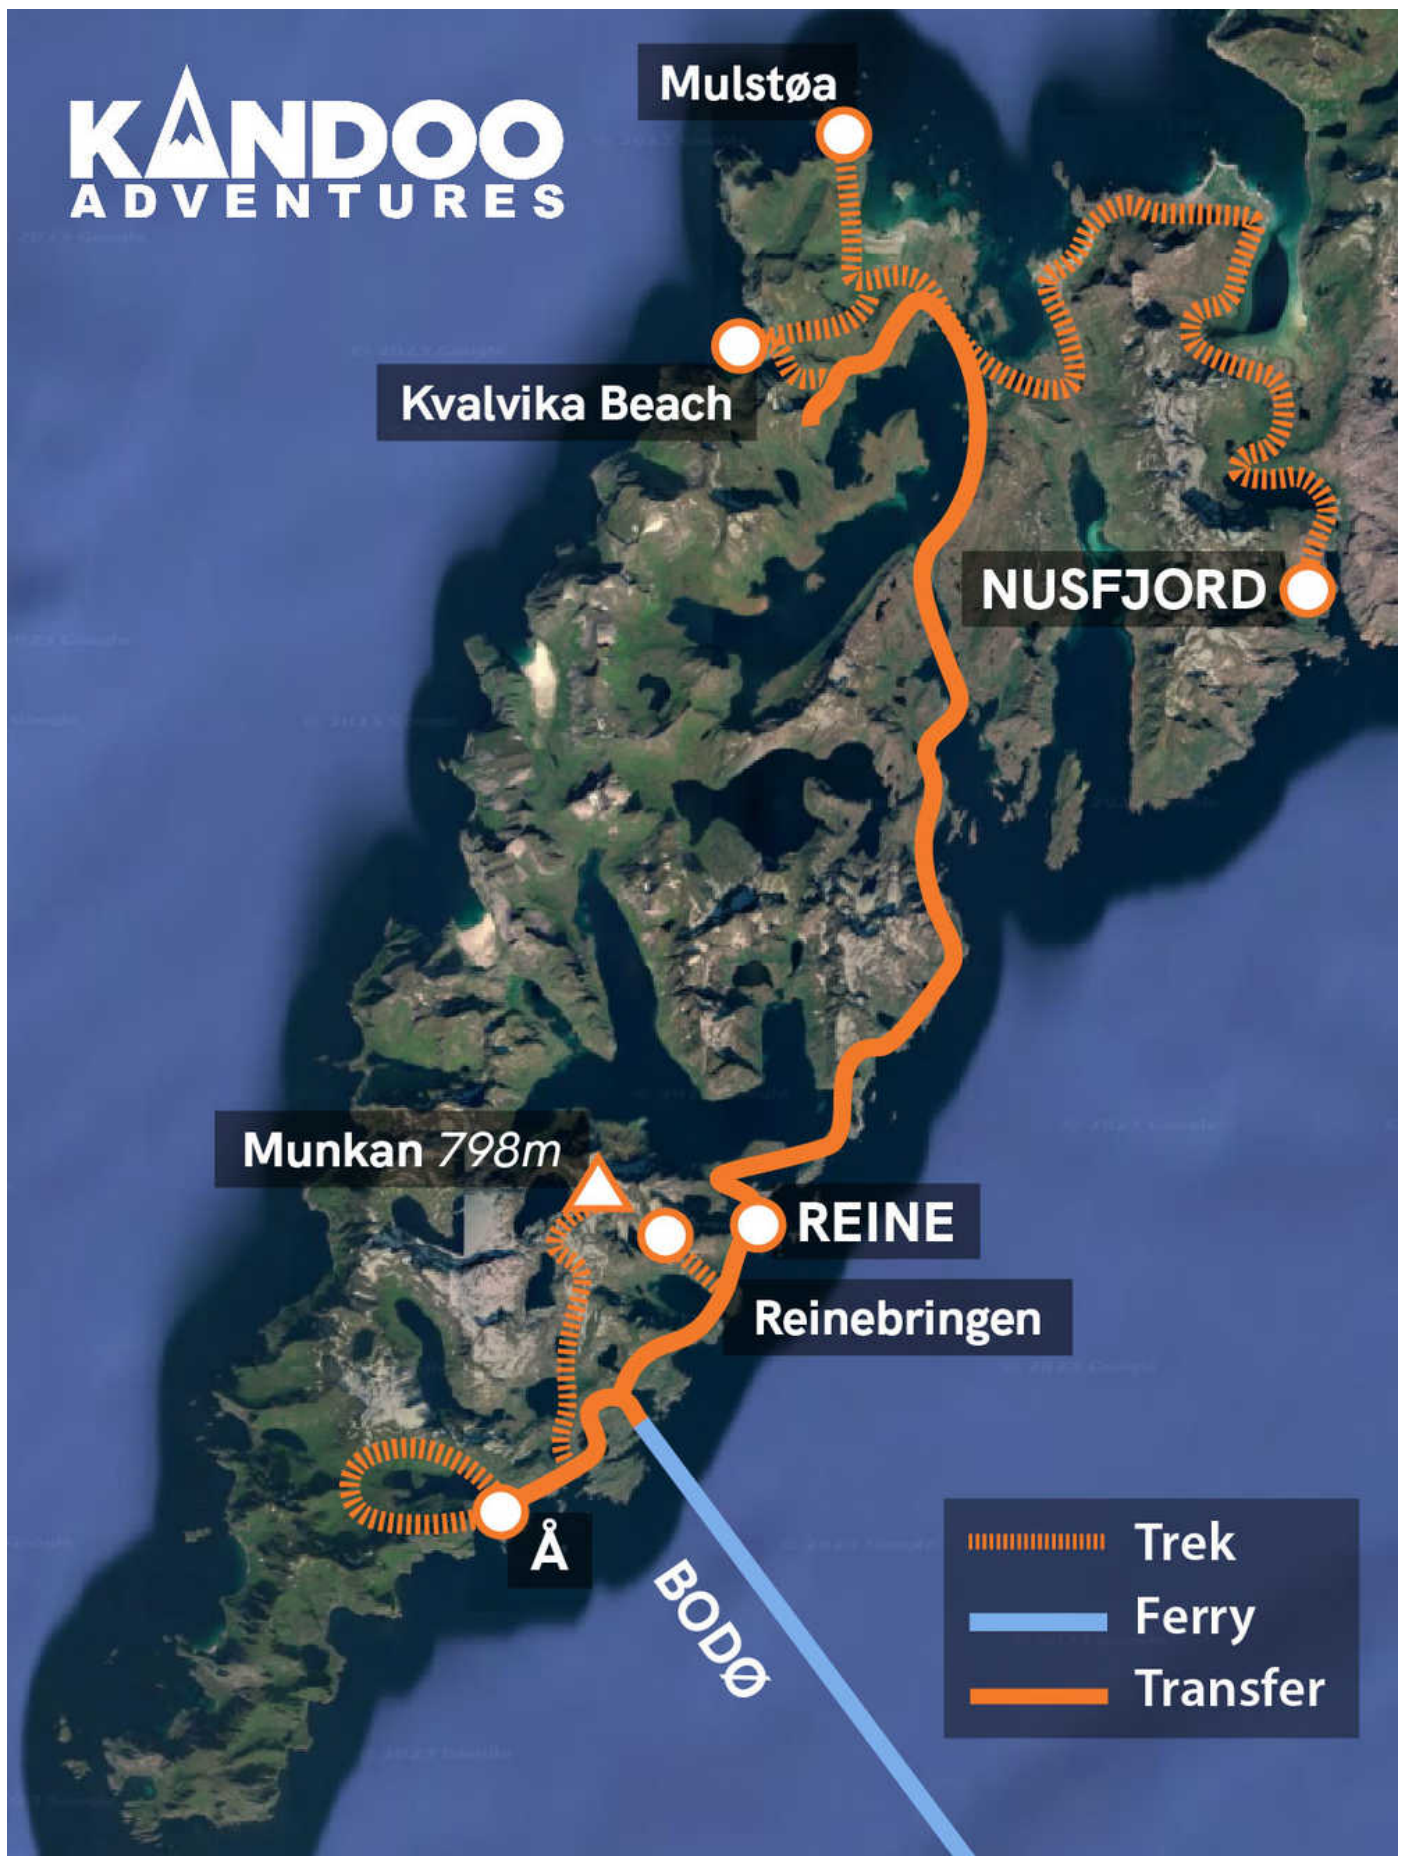 Mulstøa
KANDOO
ADVENTURES
Kvalvika Beach
NUSFJORD
Munkan 798m
REINE
Reinebringen
Å
BODØ
Trek
Ferry
Transfer